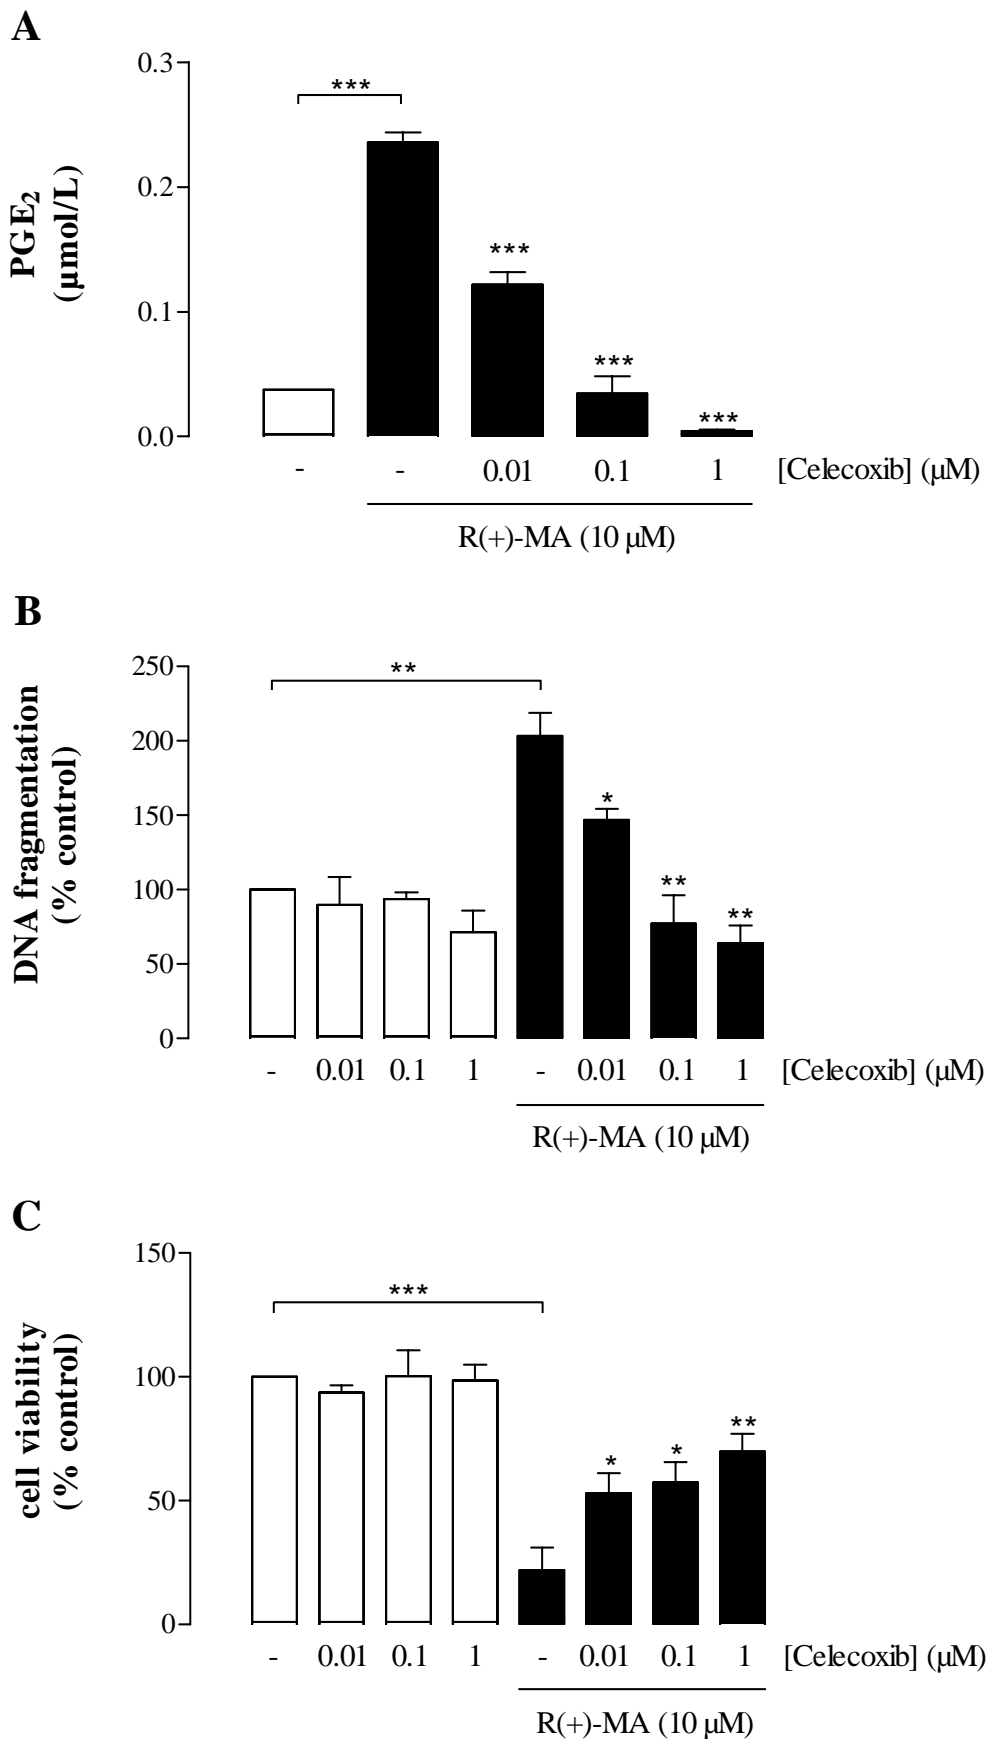 A
0.3
***
0.2
PGE₂
(µmol/L)
***
0.1
***
***
0.0
- - 0.01 0.1 1 [Celecoxib] (µM)
R(+)-MA (10 µM)
B
250
**
200
DNA fragmentation
(% control)
*
150
100
**
**
50
0
- 0.01 0.1 1 - 0.01 0.1 1 [Celecoxib] (µM)
R(+)-MA (10 µM)
C
150
***
100
cell viability
(% control)
* * **
50
0
- 0.01 0.1 1 - 0.01 0.1 1 [Celecoxib] (µM)
R(+)-MA (10 µM)